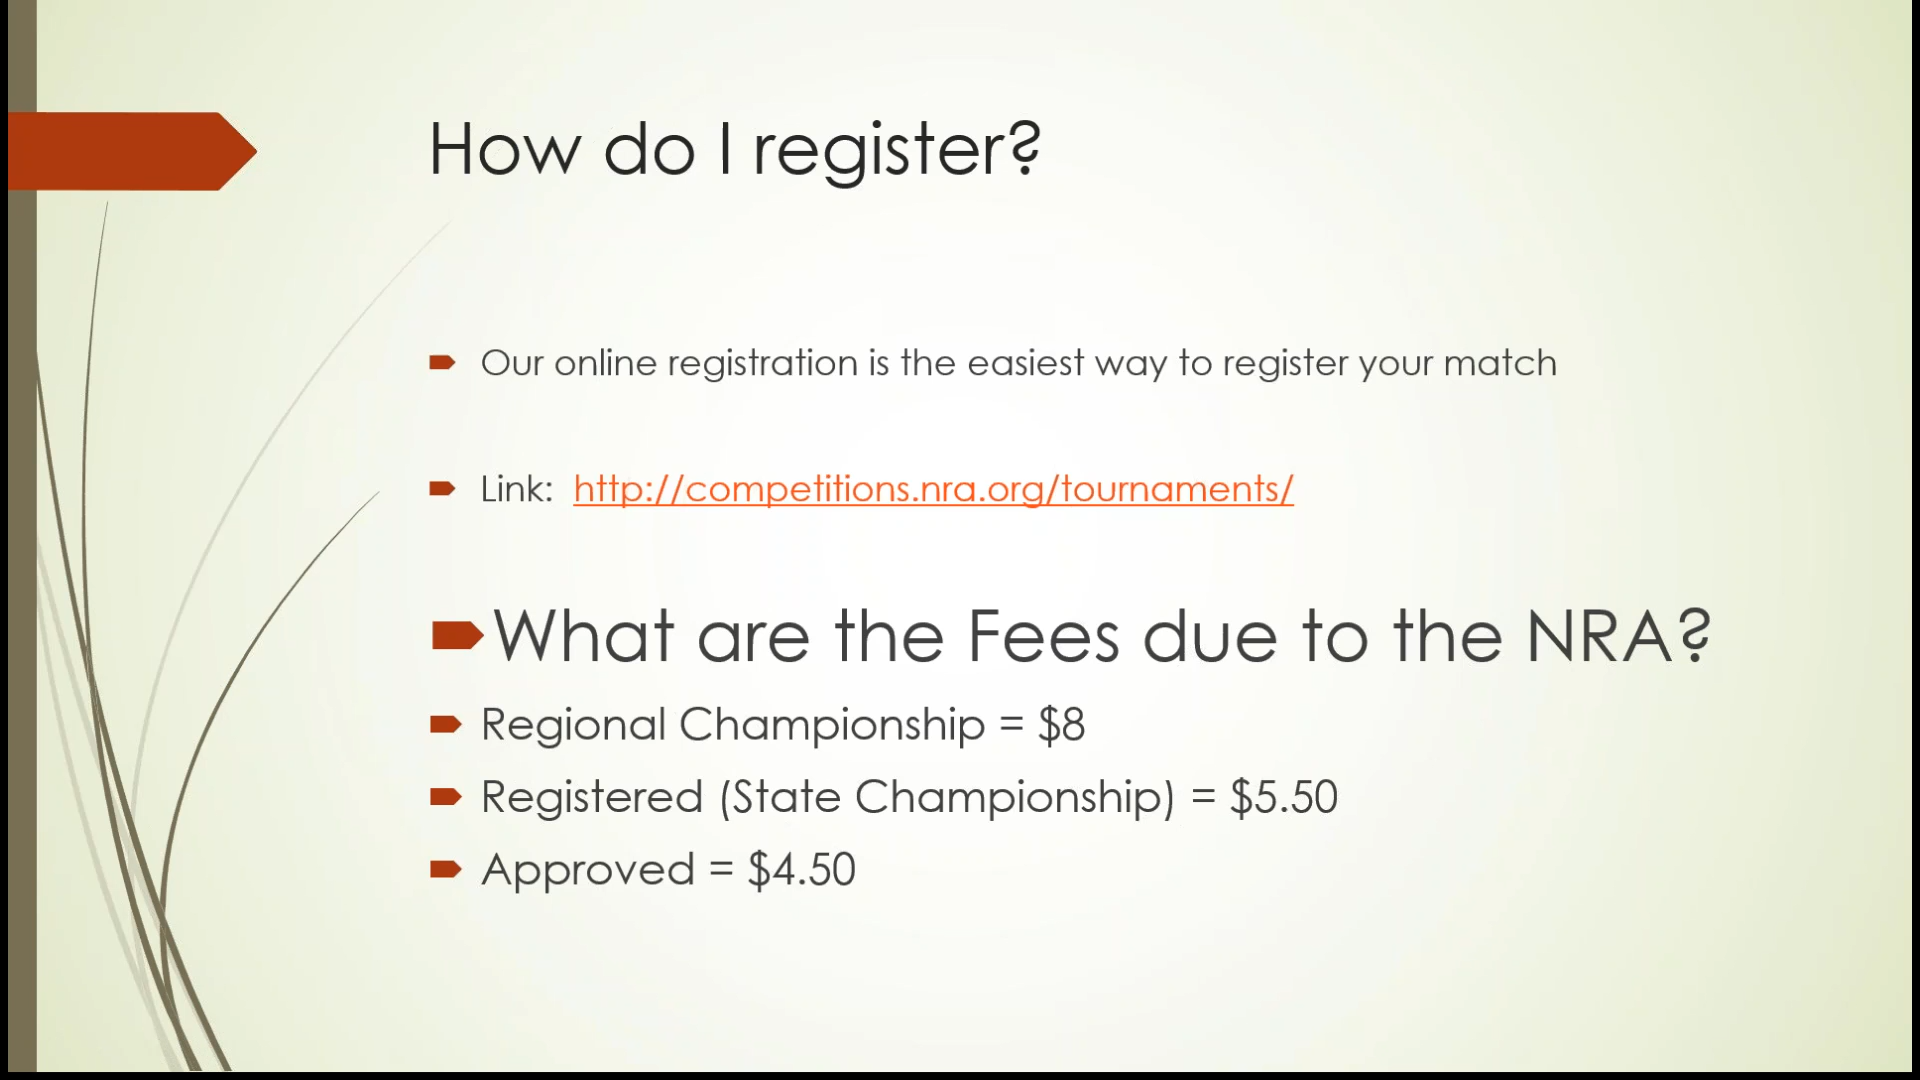 How do I register?
Our online registration is the easiest way to register your match
Link: http://competitions.nra.org/tournaments/
What are the Fees due to the NRA?
Regional Championship = $8
Registered (State Championship) = $5.50
Approved = $4.50